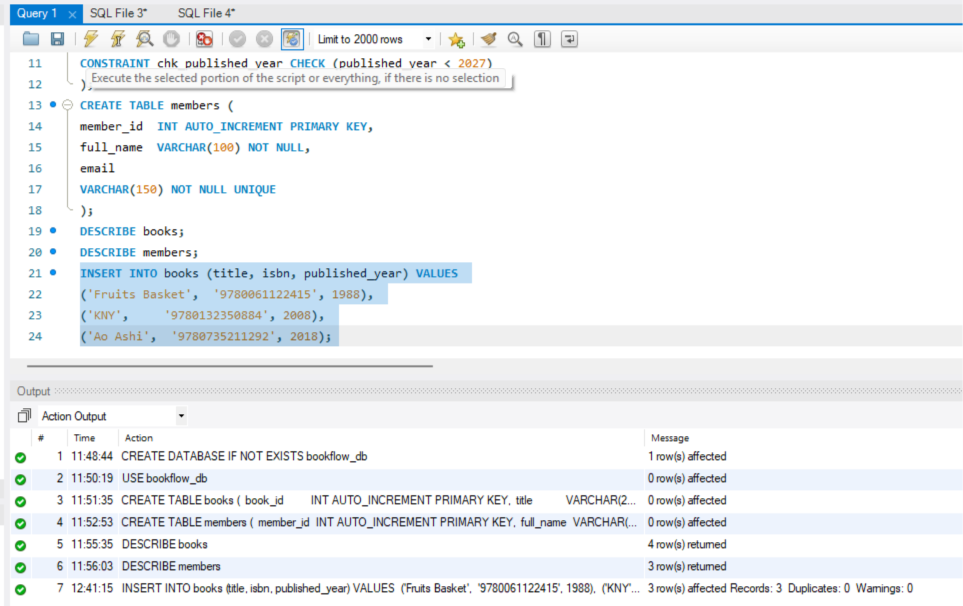 Query 1 × SQL File 3* SQL File 4*
Limit to 2000 rows
11 CONSTRAINT chk_published_year CHECK (published_year < 2027)
Execute the selected portion of the script or everything, if there is no selection
12 );
13 CREATE TABLE members (
14 member_id INT AUTO_INCREMENT PRIMARY KEY,
15 full_name VARCHAR(100) NOT NULL,
16 email
17 VARCHAR(150) NOT NULL UNIQUE
18 );
19 DESCRIBE books;
20 DESCRIBE members;
21 INSERT INTO books (title, isbn, published_year) VALUES
22 ('Fruits Basket', '9780061122415', 1988),
23 ('KNY', '9780132350884', 2008),
24 ('Ao Ashi', '9780735211292', 2018);
Output
Action Output
# Time Action Message
1 11:48:44 CREATE DATABASE IF NOT EXISTS bookflow_db 1 row(s) affected
2 11:50:19 USE bookflow_db 0 row(s) affected
3 11:51:35 CREATE TABLE books ( book_id INT AUTO_INCREMENT PRIMARY KEY, title VARCHAR(2... 0 row(s) affected
4 11:52:53 CREATE TABLE members ( member_id INT AUTO_INCREMENT PRIMARY KEY, full_name VARCHAR(... 0 row(s) affected
5 11:55:35 DESCRIBE books 4 row(s) returned
6 11:56:03 DESCRIBE members 3 row(s) returned
7 12:41:15 INSERT INTO books (title, isbn, published_year) VALUES ('Fruits Basket', '9780061122415', 1988), ('KNY'... 3 row(s) affected Records: 3 Duplicates: 0 Warnings: 0